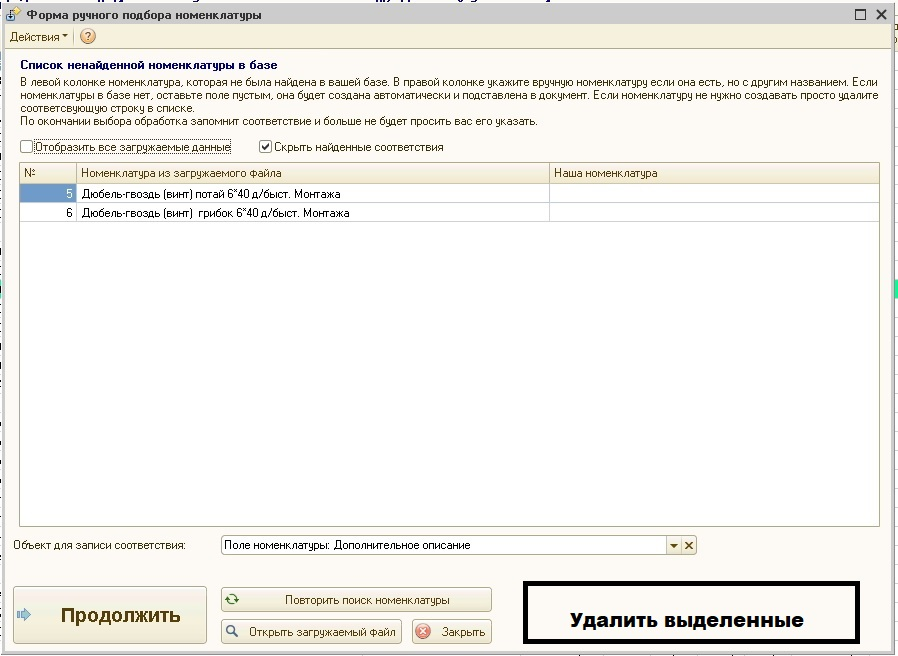 Форма ручного подбора номенклатуры
Действия
Список ненайденной номенклатуры в базе
В левой колонке номенклатура, которая не была найдена в вашей базе. В правой колонке укажите вручную номенклатуру если она есть, но с другим названием. Если
номенклатуры в базе нет, оставьте поле пустым, она будет создана автоматически и подставлена в документ. Если номенклатуру не нужно создавать просто удалите
соответсвующую строку в списке.
По окончании выбора обработка запомнит соответствие и больше не будет просить вас его указать.
Отобразить все загружаемые данные Скрыть найденные соответствия
№ Номенклатура из загружаемого файла Наша номенклатура
5 Дюбель-гвоздь (винт) потай 6*40 д/быст. Монтажа
6 Дюбель-гвоздь (винт) грибок 6*40 д/быст. Монтажа
Объект для записи соответствия: Поле номенклатуры: Дополнительное описание
Продолжить
Повторить поиск номенклатуры
Открыть загружаемый файл Закрыть
Удалить выделенные